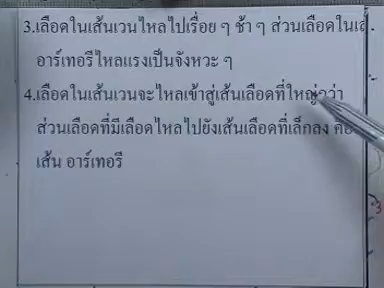 3.เลือดในเส้นเวนไหลไปเรื่อย ๆ ช้า ๆ ส่วนเลือดใน
อาร์เทอรีไหลแรงเป็นจังหวะ ๆ
4.เลือดในเส้นเวนจะไหลเข้าสู่เส้นเลือดที่ใหญ่กว่า
ส่วนเลือดที่มีเลือดไหลไปยังเส้นเลือดที่เล็กลง คือ
เส้น อาร์เทอรี